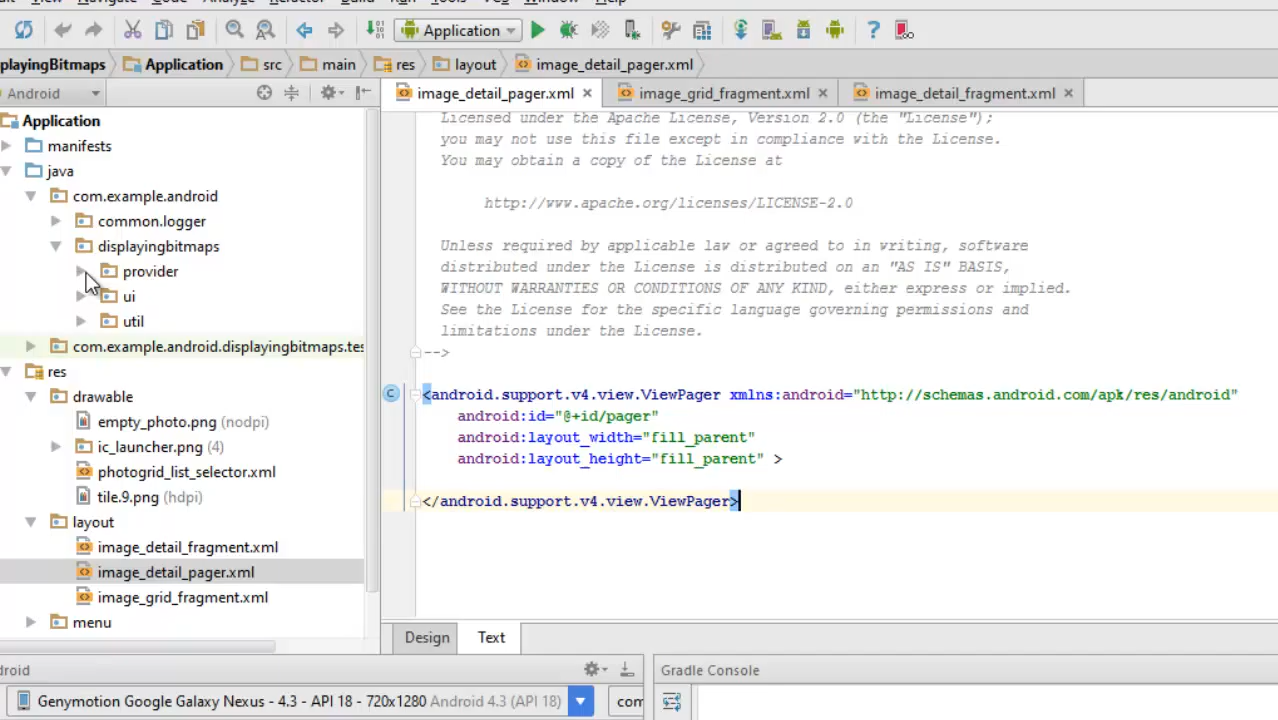 Application
playingBitmaps
Application
src
main
res
layout
image_detail_pager.xml
Android
image_detail_pager.xml
image_grid_fragment.xml
image_detail_fragment.xml
Application
manifests
java
com.example.android
common.logger
displayingbitmaps
provider
ui
util
com.example.android.displayingbitmaps.tes
res
drawable
empty_photo.png (nodpi)
ic_launcher.png (4)
photogrid_list_selector.xml
tile.9.png (hdpi)
layout
image_detail_fragment.xml
image_detail_pager.xml
image_grid_fragment.xml
menu
Licensed under the Apache License, Version 2.0 (the "License");
you may not use this file except in compliance with the License.
You may obtain a copy of the License at
http://www.apache.org/licenses/LICENSE-2.0
Unless required by applicable law or agreed to in writing, software
distributed under the License is distributed on an "AS IS" BASIS,
WITHOUT WARRANTIES OR CONDITIONS OF ANY KIND, either express or implied.
See the License for the specific language governing permissions and
limitations under the License.
-->
<android.support.v4.view.ViewPager xmlns:android="http://schemas.android.com/apk/res/android"
android:id="@+id/pager"
android:layout_width="fill_parent"
android:layout_height="fill_parent" >
</android.support.v4.view.ViewPager>
Design
Text
droid
Gradle Console
Genymotion Google Galaxy Nexus - 4.3 - API 18 - 720x1280 Android 4.3 (API 18)
com